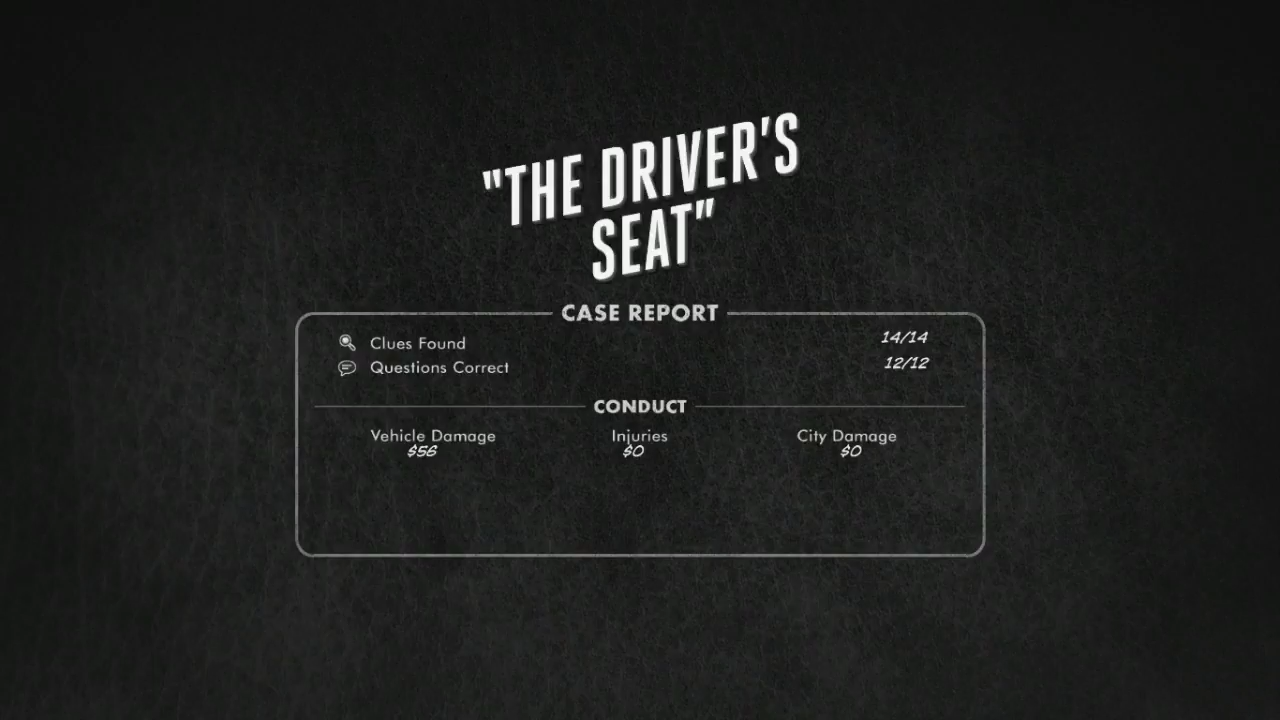 "THE DRIVER'S
SEAT"
CASE REPORT
Clues Found 14/14
Questions Correct 12/12
CONDUCT
Vehicle Damage Injuries City Damage
$56 $0 $0